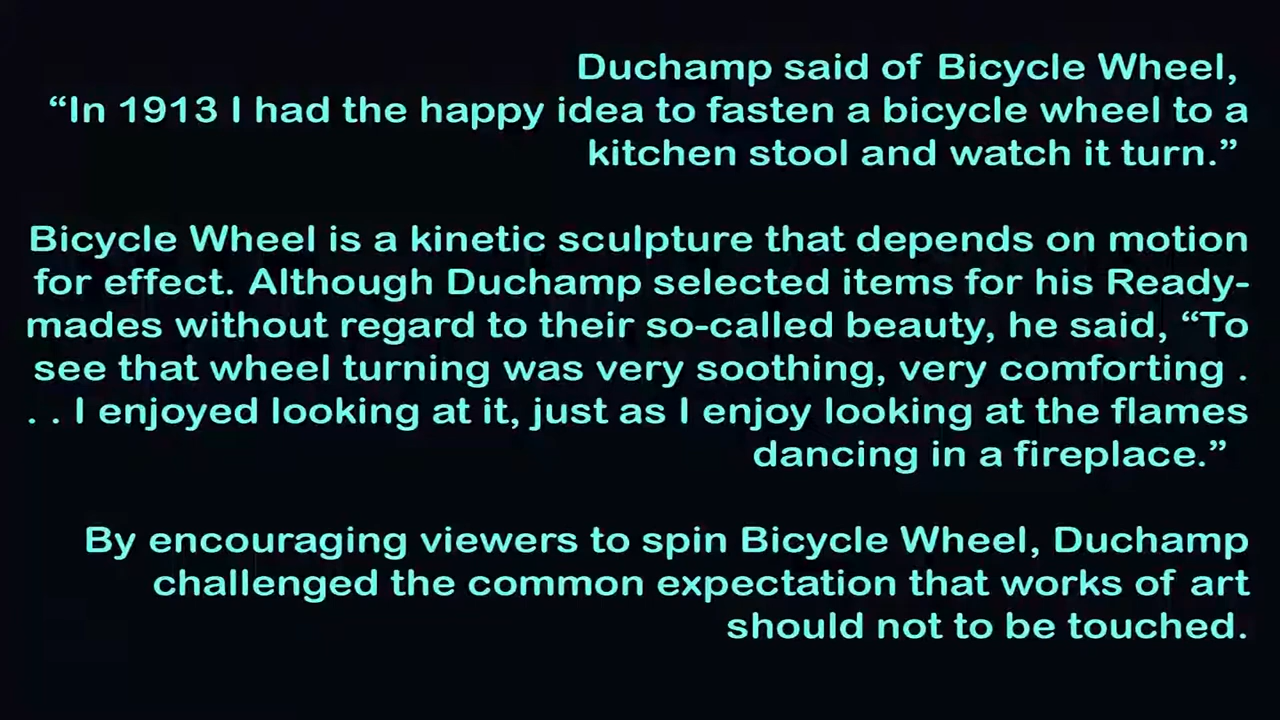 Duchamp said of Bicycle Wheel,
“In 1913 I had the happy idea to fasten a bicycle wheel to a
kitchen stool and watch it turn.”
Bicycle Wheel is a kinetic sculpture that depends on motion
for effect. Although Duchamp selected items for his Ready-
mades without regard to their so-called beauty, he said, “To
see that wheel turning was very soothing, very comforting .
. . I enjoyed looking at it, just as I enjoy looking at the flames
dancing in a fireplace.”
By encouraging viewers to spin Bicycle Wheel, Duchamp
challenged the common expectation that works of art
should not to be touched.